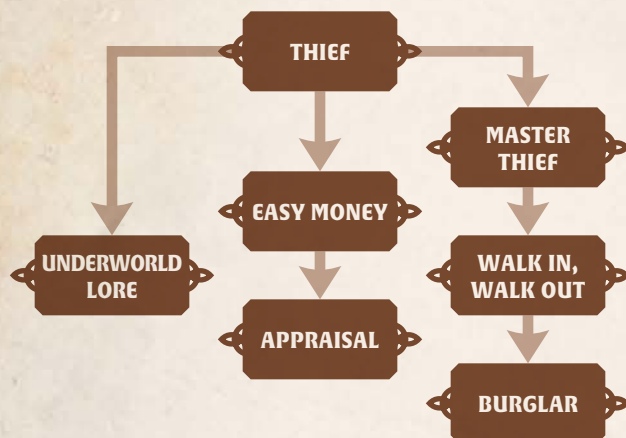 THIEF
MASTER
THIEF
EASY MONEY
UNDERWORLD
LORE
WALK IN,
WALK OUT
APPRAISAL
BURGLAR